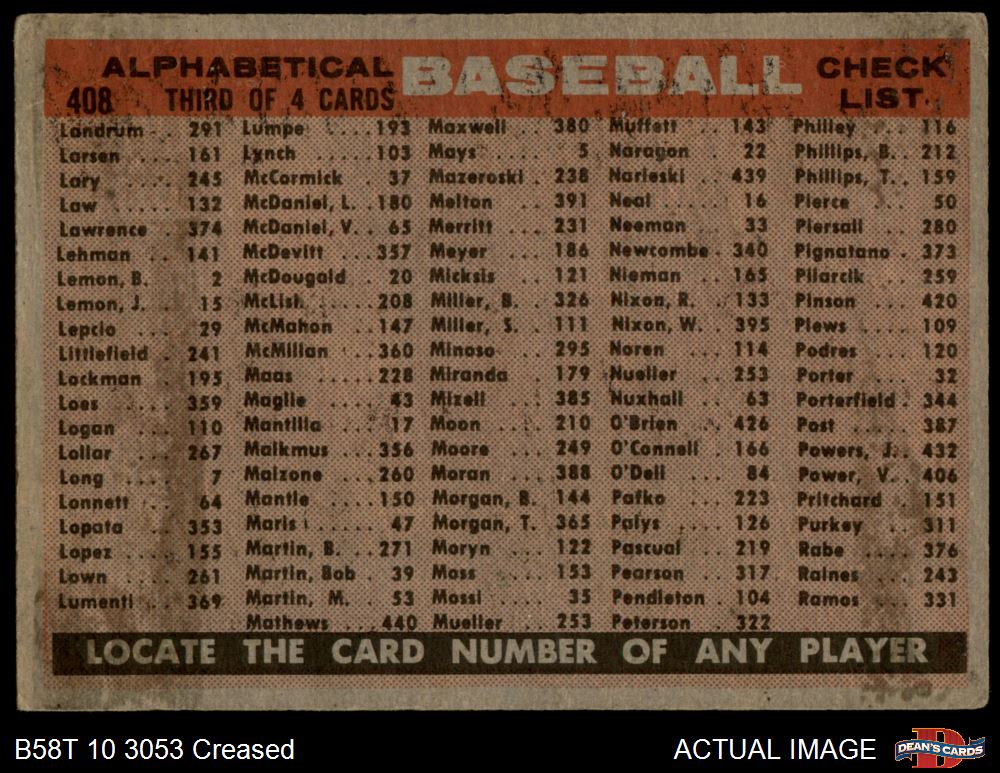 ALPHABETICAL BASEBALL CHECK LIST
408 THIRD OF 4 CARDS
Landrum . . 291
Larsen .... 161
Lary .... 245
Law .... 132
Lawrence .. 374
Lehman .. 141
Lemon, B. 2
Lemon, J. 15
Lepcio .... 29
Littlefield . 241
Lockman . 195
Loes .... 359
Logan ... 110
Lollar ... 267
Long .... 7
Lonnett .. 64
Lopata ... 353
Lopez .... 155
Lown .... 261
Lumenti .. 369
Lumpe ....193
Lynch .....103
McCormick . 37
McDaniel, L. ..180
McDaniel, V. . 65
McDevitt ...357
McDougald . 20
McLish ....208
McMahon ..147
McMillan ...360
Maas .....228
Maglie .... 43
Mantilla ... 17
Malkmus ...356
Malzone ....260
Mantle ....150
Maris ..... 47
Martin, B. ...271
Martin, Bob . 39
Martin, M. . 53
Mathews ...440
Maxwell .. 380
Mays .... 5
Mazeroski . 238
Melton ... 391
Merritt ... 231
Meyer ... 186
Micksis ... 121
Miller, B. . 326
Miller, S. . 111
Minoso ... 295
Miranda .. 179
Mizell ... 385
Moon .... 210
Moore ... 249
Moran ... 388
Morgan, B. 144
Morgan, T. 365
Moryn ... 122
Moss .... 153
Mossi .... 35
Mueller ... 253
Muffett .. 143
Naragon . 22
Narleski .. 439
Neal ..... 16
Neeman .. 33
Newcombe . 340
Nieman .. 165
Nixon, R. . 133
Nixon, W. . 395
Noren ... 114
Nueller .. 253
Nuxhall .. 63
O'Brien .. 426
O'Connell . 166
O'Dell ... 84
Pafko ... 223
Palys .... 126
Pascual .. 219
Pearson .. 317
Pendleton . 104
Peterson .. 322
Philley ... 116
Phillips, B. . 212
Phillips, T. . 159
Pierce ... 50
Piersall ... 280
Pignatano . 373
Pilarcik ... 259
Pinson ... 420
Plews .... 109
Podres ... 120
Porter .... 32
Porterfield . 344
Post .... 387
Powers, J. . 432
Power, V. . 406
Pritchard .. 151
Purkey ... 311
Rabe .... 376
Raines ... 243
Ramos ... 331
LOCATE THE CARD NUMBER OF ANY PLAYER
B58T 10 3053 Creased
ACTUAL IMAGE
D
DEAN'S CARDS